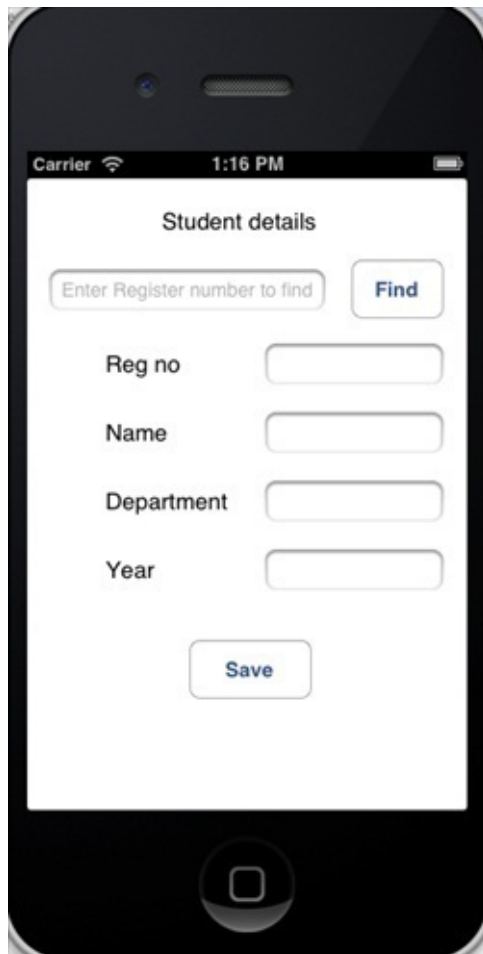 Carrier 1:16 PM
Student details
Enter Register number to find Find
Reg no
Name
Department
Year
Save